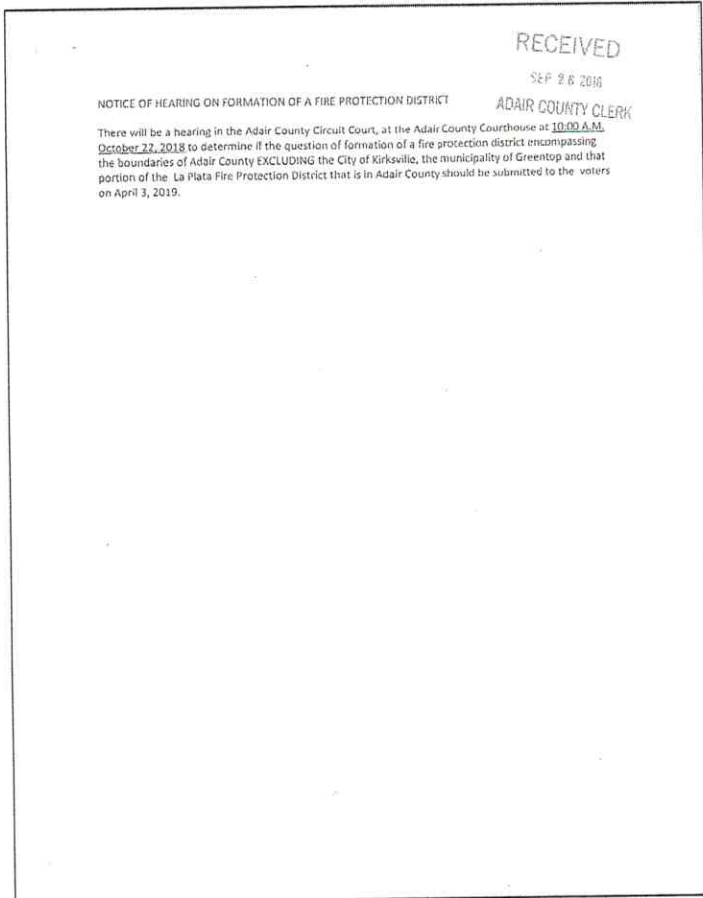 RECEIVED
SEP 26 2018
ADAIR COUNTY CLERK
NOTICE OF HEARING ON FORMATION OF A FIRE PROTECTION DISTRICT
There will be a hearing in the Adair County Circuit Court, at the Adair County Courthouse at 10:00 A.M.
October 22, 2018 to determine if the question of formation of a fire protection district encompassing
the boundaries of Adair County EXCLUDING the City of Kirksville, the municipality of Greentop and that
portion of the La Plata Fire Protection District that is in Adair County should be submitted to the voters
on April 3, 2019.